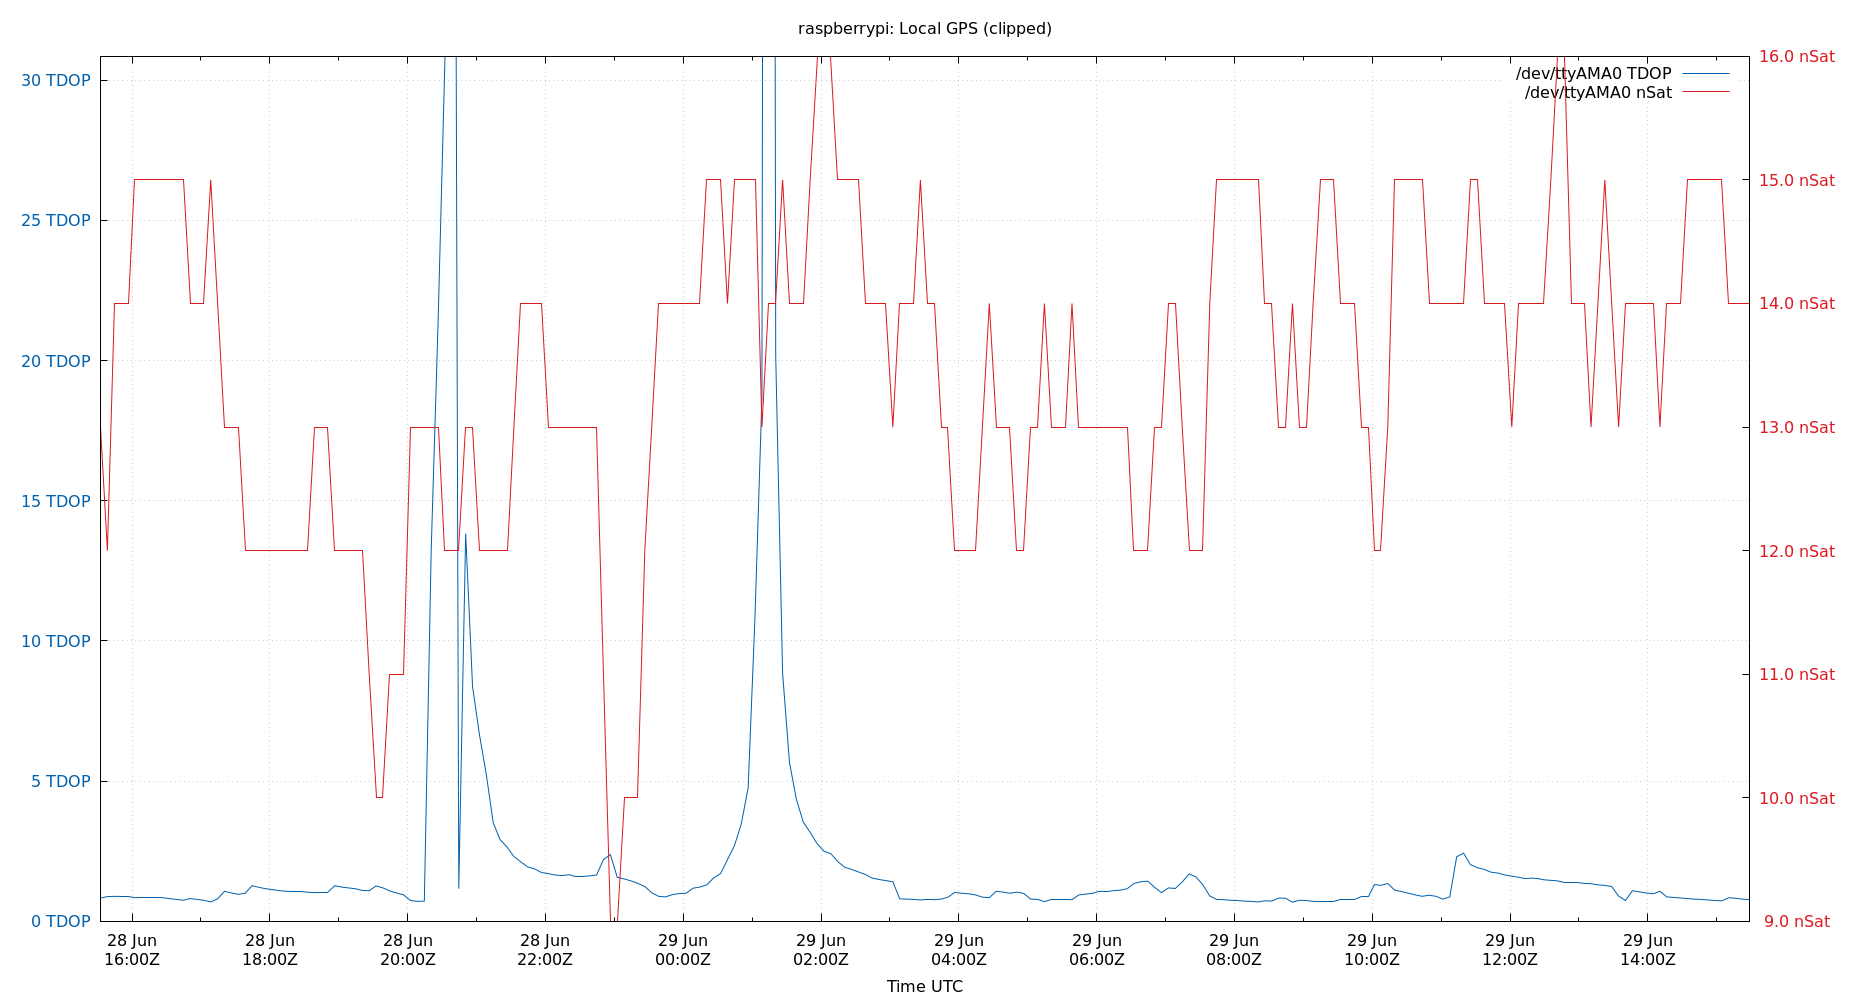 raspberrypi: Local GPS (clipped)
/dev/ttyAMA0 TDOP
/dev/ttyAMA0 nSat
30 TDOP
25 TDOP
20 TDOP
15 TDOP
10 TDOP
5 TDOP
0 TDOP
16.0 nSat
15.0 nSat
14.0 nSat
13.0 nSat
12.0 nSat
11.0 nSat
10.0 nSat
9.0 nSat
28 Jun
16:00Z
28 Jun
18:00Z
28 Jun
20:00Z
28 Jun
22:00Z
29 Jun
00:00Z
29 Jun
02:00Z
29 Jun
04:00Z
29 Jun
06:00Z
29 Jun
08:00Z
29 Jun
10:00Z
29 Jun
12:00Z
29 Jun
14:00Z
Time UTC